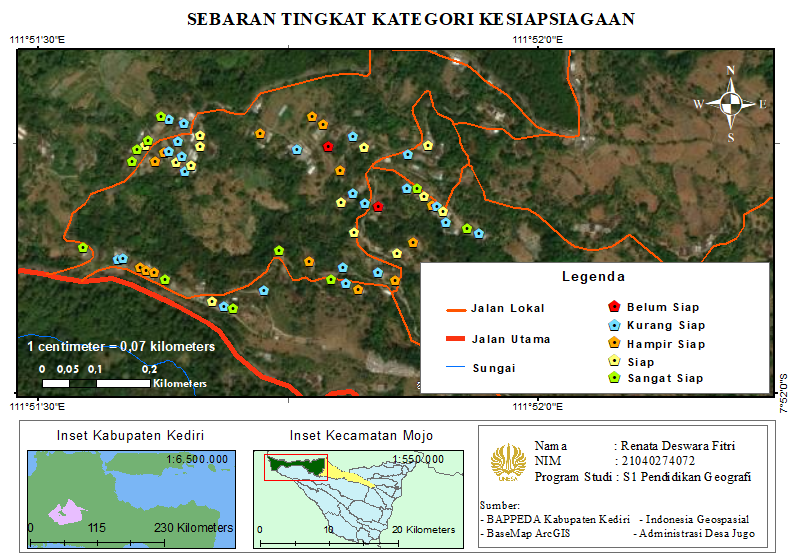 SEBARAN TINGKAT KATEGORI KESIAPSIAGAAN
111°51'30"E
111°52'0"E
N
W
E
S
Legenda
Jalan Lokal
Jalan Utama
Sungai
Belum Siap
Kurang Siap
Hampir Siap
Siap
Sangat Siap
1 centimeter = 0,07 kilometers
0 0,05 0,1 0,2
Kilometers
111°51'30"E
111°52'0"E
7°52'0"S
Inset Kabupaten Kediri
1:6.500.000
0 115 230 Kilometers
Inset Kecamatan Mojo
1:550.000
0 10 20 Kilometers
UNESA
Nama : Renata Deswara Fitri
NIM : 21040274072
Program Studi : S1 Pendidikan Geografi
Sumber:
- BAPPEDA Kabupaten Kediri - Indonesia Geospasial
- BaseMap ArcGIS - Administrasi Desa Jugo